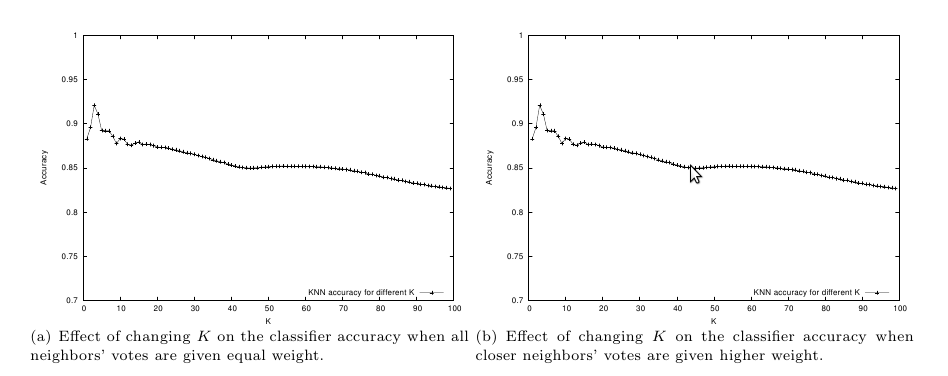 1
0.95
0.9
0.85
0.8
0.75
0.7
Accuracy
KNN accuracy for different K
0 10 20 30 40 50 60 70 80 90 100
K
(a) Effect of changing K on the classifier accuracy when all
neighbors' votes are given equal weight.
1
0.95
0.9
0.85
0.8
0.75
0.7
Accuracy
KNN accuracy for different K
0 10 20 30 40 50 60 70 80 90 100
K
(b) Effect of changing K on the classifier accuracy when
closer neighbors' votes are given higher weight.